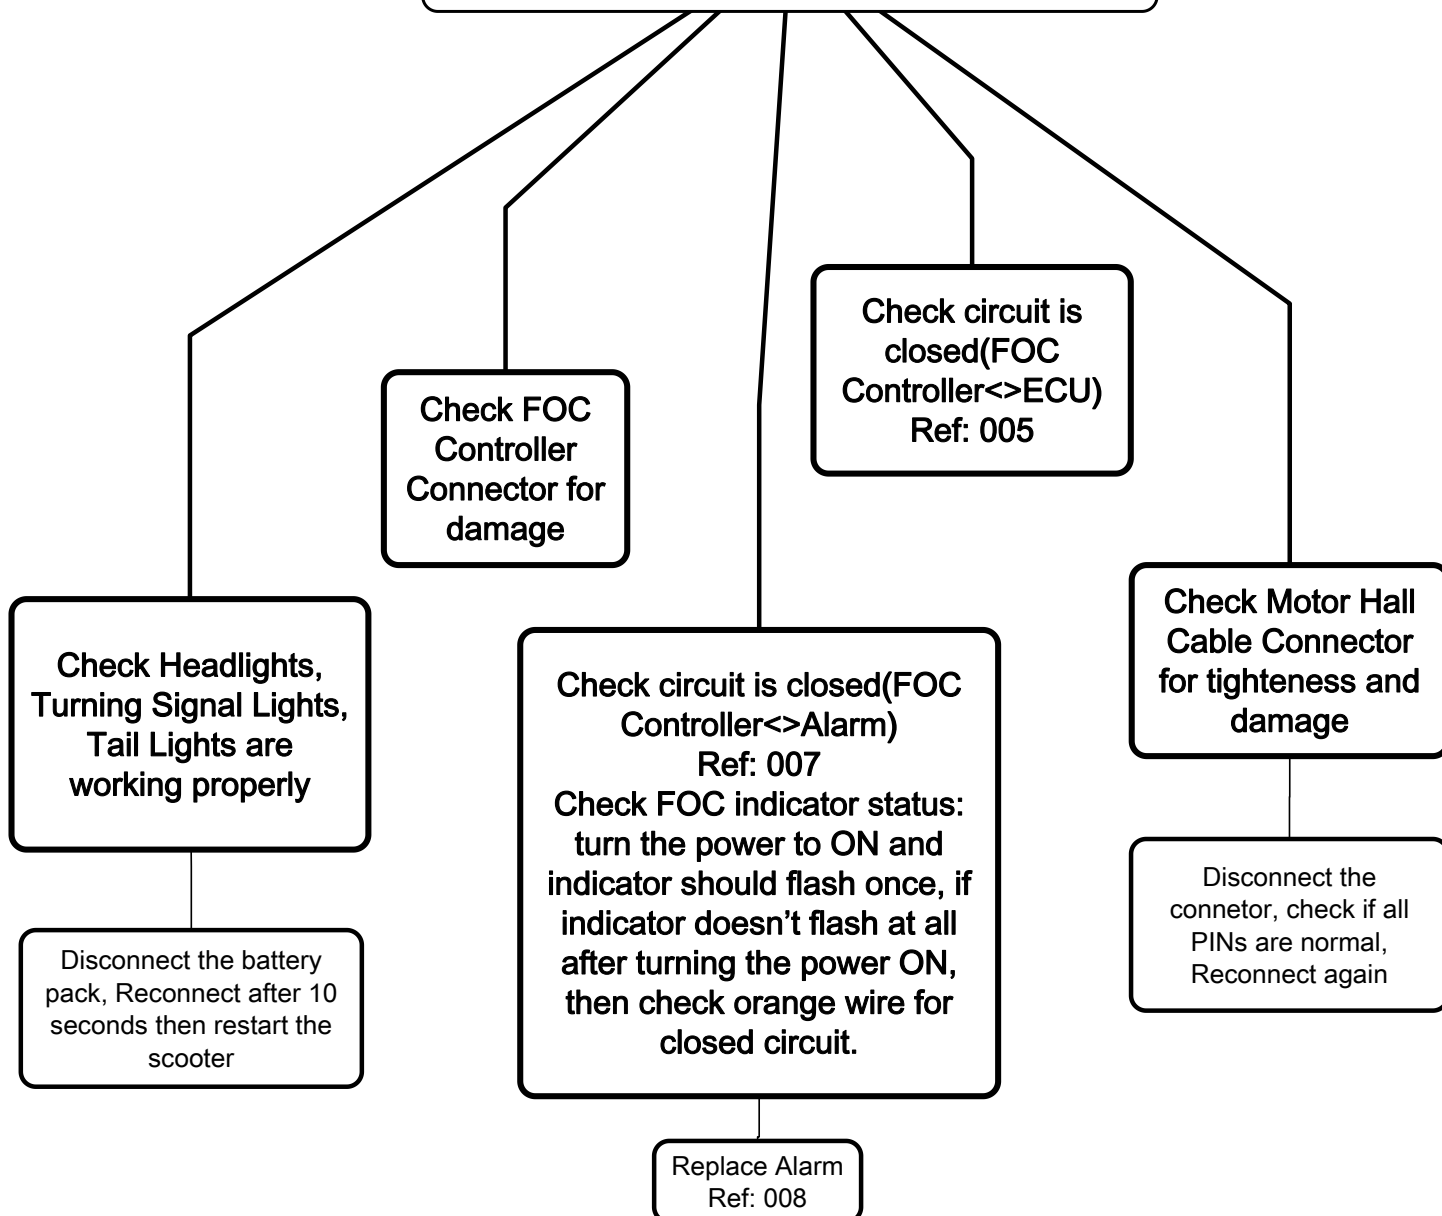 Check circuit is
closed(FOC
Controller<>ECU)
Ref: 005
Check FOC
Controller
Connector for
damage
Check Motor Hall
Cable Connector
for tighteness and
damage
Check Headlights,
Turning Signal Lights,
Tail Lights are
working properly
Check circuit is closed(FOC
Controller<>Alarm)
Ref: 007
Check FOC indicator status:
turn the power to ON and
indicator should flash once, if
indicator doesn't flash at all
after turning the power ON,
then check orange wire for
closed circuit.
Disconnect the
connetor, check if all
PINs are normal,
Reconnect again
Disconnect the battery
pack, Reconnect after 10
seconds then restart the
scooter
Replace Alarm
Ref: 008